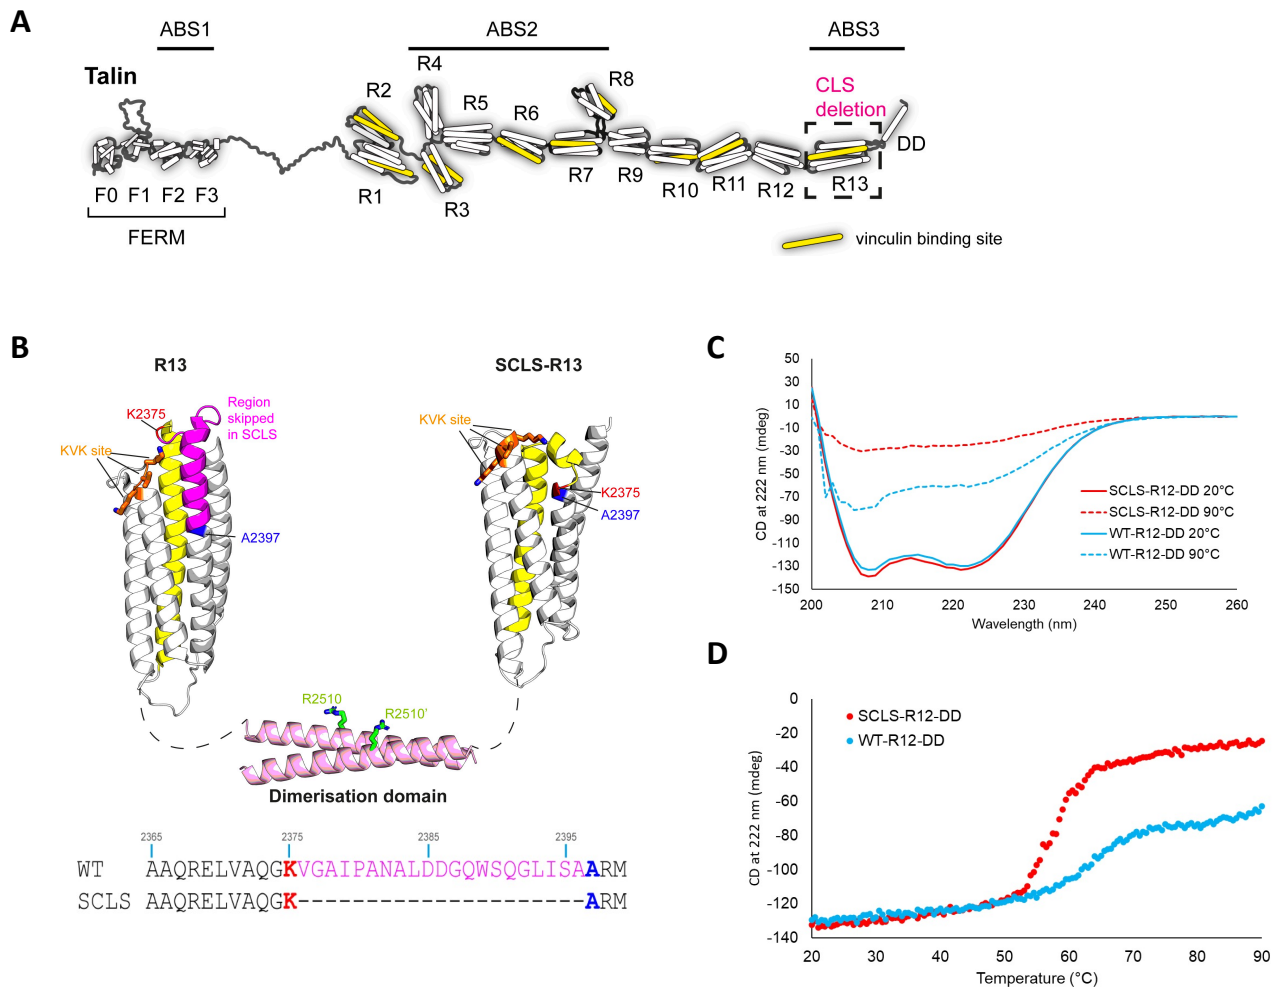 A
ABS1
ABS2
ABS3
Talin
R4
R8
R2
R5
R6
CLS
deletion
DD
F0 F1 F2 F3
R1
R3
R7
R9
R10
R11
R12
R13
FERM
vinculin binding site
B
R13
SCLS-R13
K2375
Region
skipped
in SCLS
KVK site
A2397
KVK site
K2375
A2397
R2510
R2510'
Dimerisation domain
2365 2375 2385 2395
WT AAQRELVAQGKVGAIPANALDDGQWSQGLISAARM
SCLS AAQRELVAQGK---------------------ARM
C
CD at 222 nm (mdeg)
50
30
10
-10
-30
-50
-70
-90
-110
-130
-150
SCLS-R12-DD 20°C
SCLS-R12-DD 90°C
WT-R12-DD 20°C
WT-R12-DD 90°C
200 210 220 230 240 250 260
Wavelength (nm)
D
CD at 222 nm (mdeg)
0
-20
-40
-60
-80
-100
-120
-140
SCLS-R12-DD
WT-R12-DD
20 30 40 50 60 70 80 90
Temperature (°C)